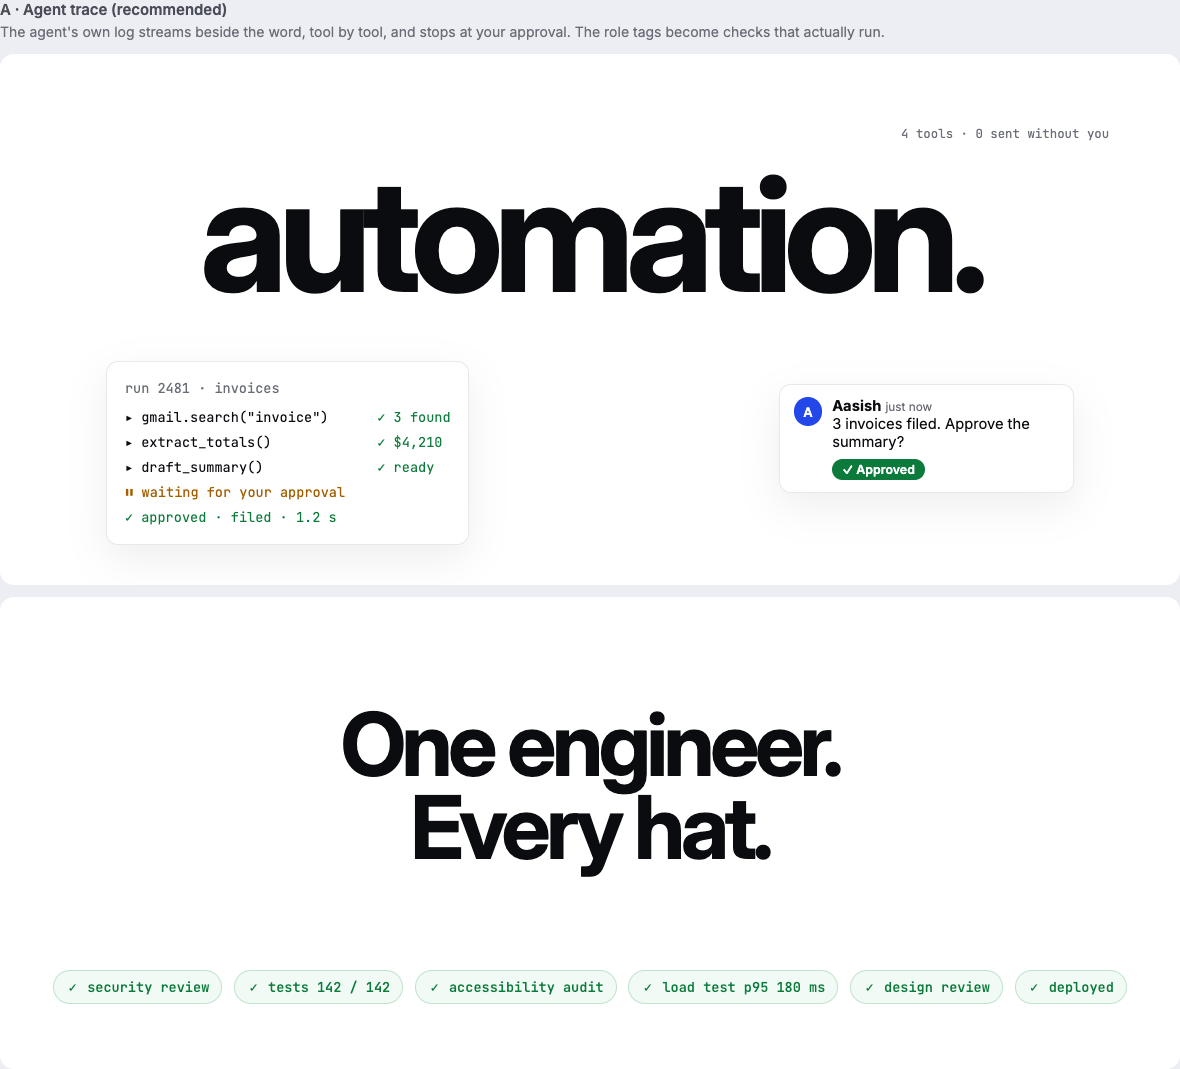 A · Agent trace (recommended)
The agent's own log streams beside the word, tool by tool, and stops at your approval. The role tags become checks that actually run.
4 tools · 0 sent without you
automation.
run 2481 · invoices
▸ gmail.search("invoice") ✓ 3 found
▸ extract_totals() ✓ $4,210
▸ draft_summary() ✓ ready
⏸ waiting for your approval
✓ approved · filed · 1.2 s
A
Aasish just now
3 invoices filed. Approve the
summary?
✓ Approved
One engineer.
Every hat.
✓ security review ✓ tests 142 / 142 ✓ accessibility audit ✓ load test p95 180 ms ✓ design review ✓ deployed